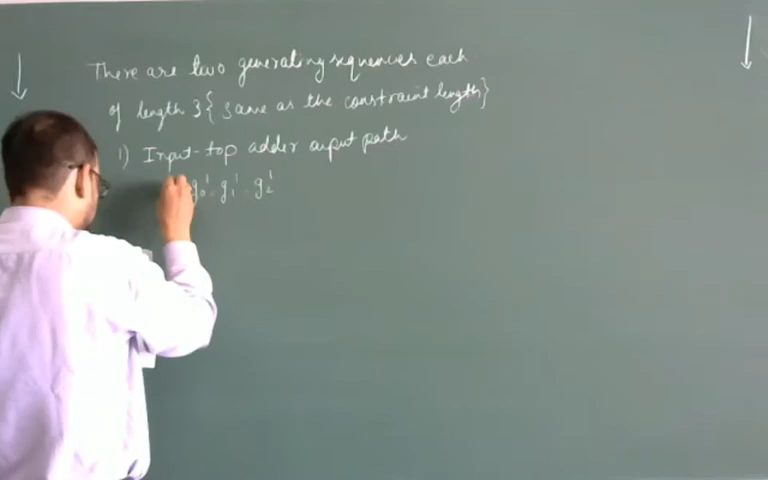 There are two generating sequences each
of length 3 { same as the constraint length }
1) Input-top adder output path
g₀¹ , g₁¹ , g₂¹